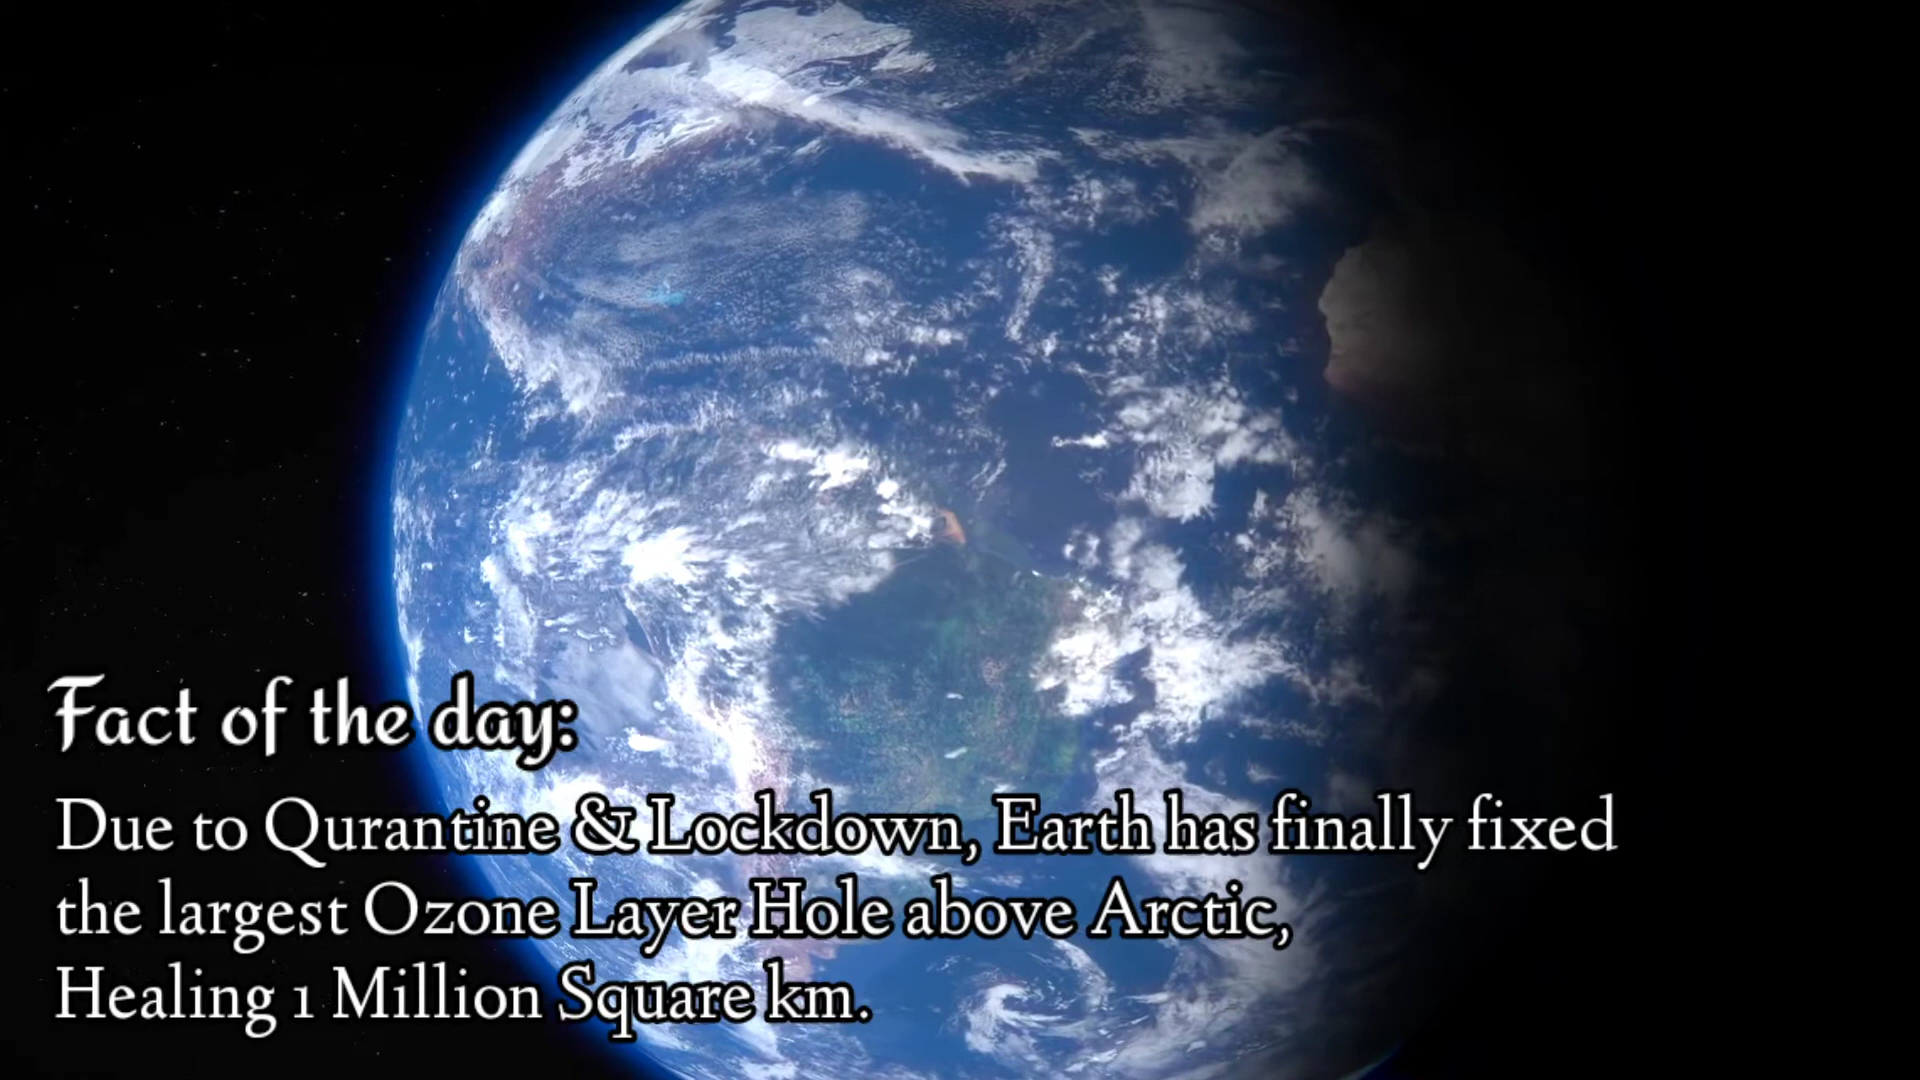 Fact of the day:
Due to Qurantine & Lockdown, Earth has finally fixed
the largest Ozone Layer Hole above Arctic,
Healing 1 Million Square km.